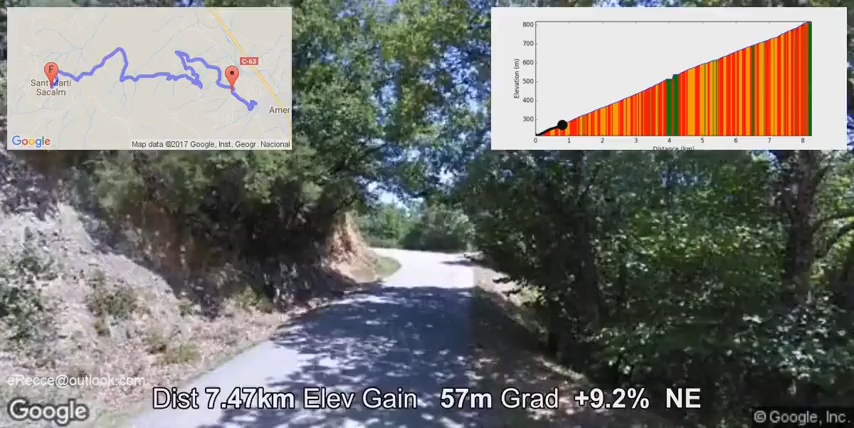 C-63
F
Sant Martí
Sacalm
Amer
Google
Map data ©2017 Google, Inst. Geogr. Nacional
800
700
600
500
400
300
Elevation (m)
0 1 2 3 4 5 6 7 8
Distance (km)
eRecce@outlook.com
Dist 7.47km Elev Gain 57m Grad +9.2% NE
Google
© Google, Inc.